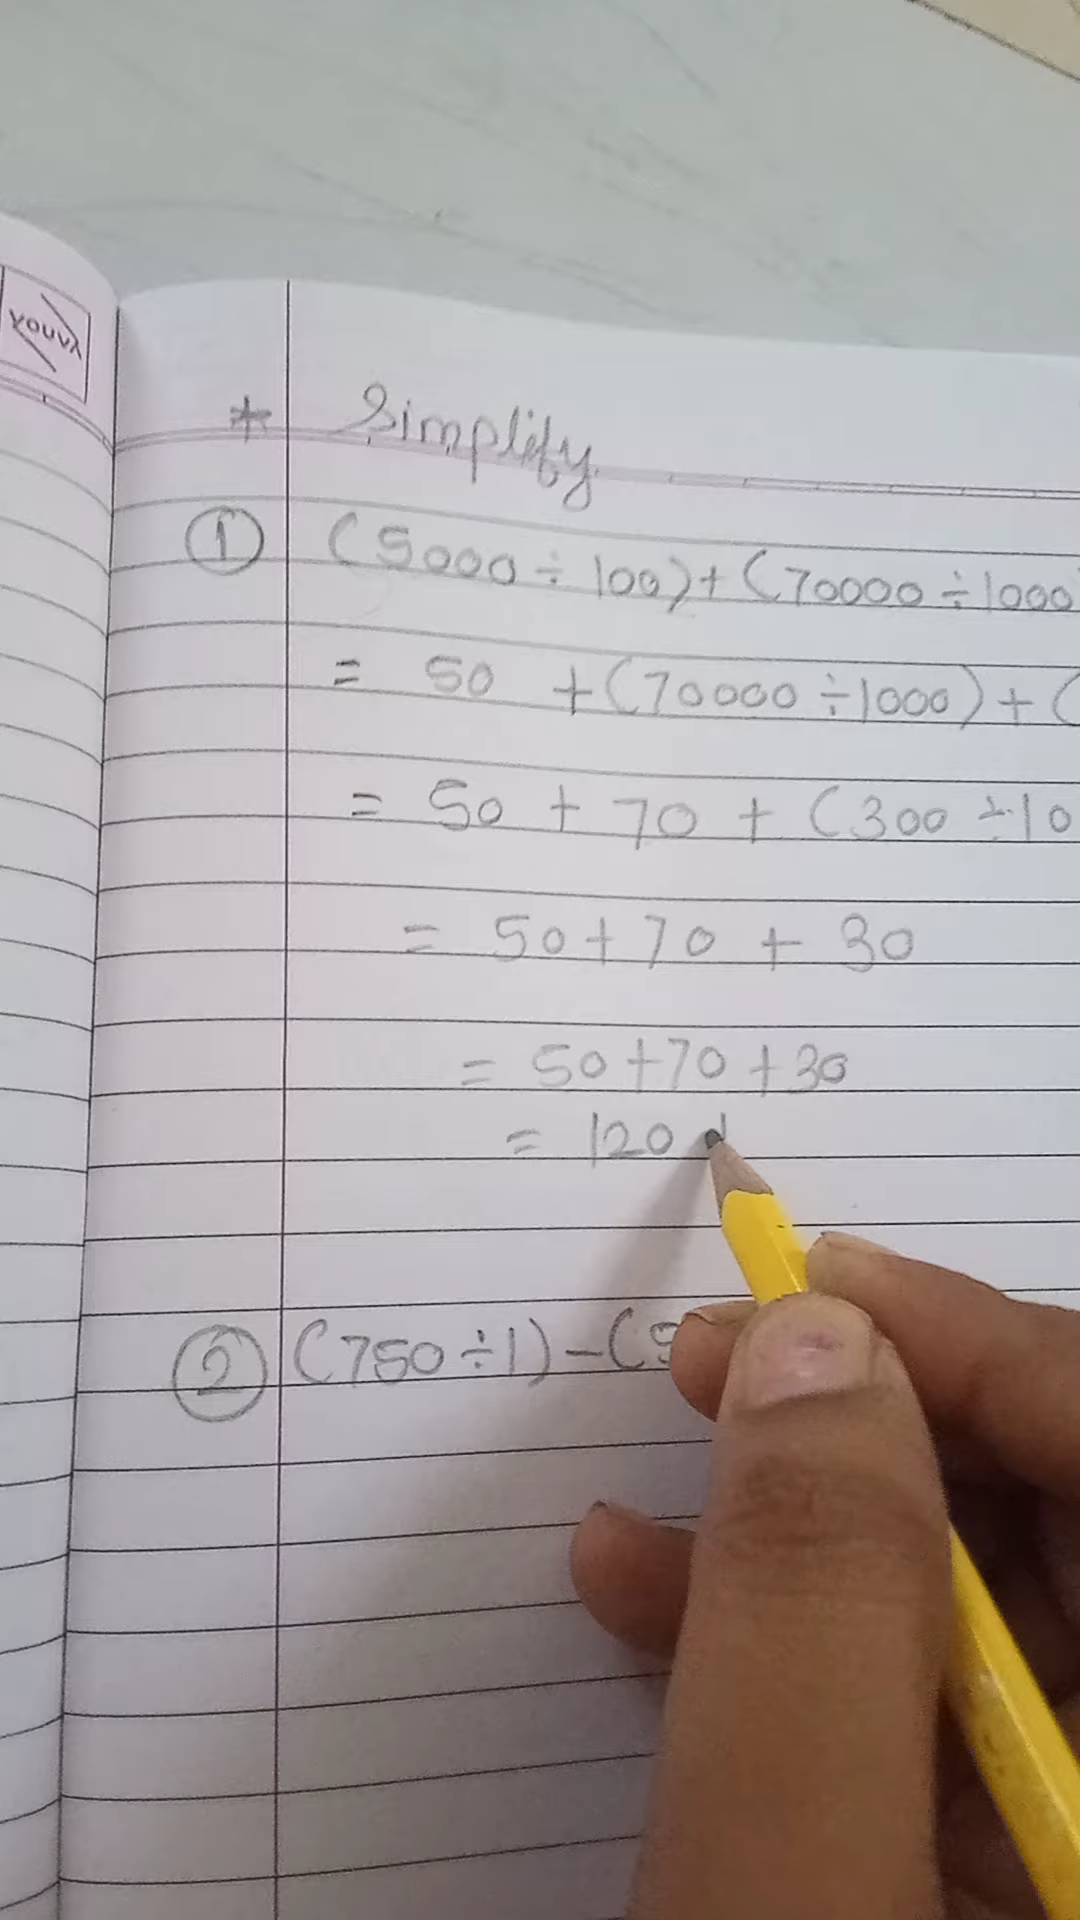 YOUVA
* Simplify
① (5000÷100)+(70000÷1000)
= 50 +(70000÷1000)+(
= 50 + 70 + (300 ÷10
= 50+70 + 30
= 50+70+30
= 120
② (750÷1)-(5